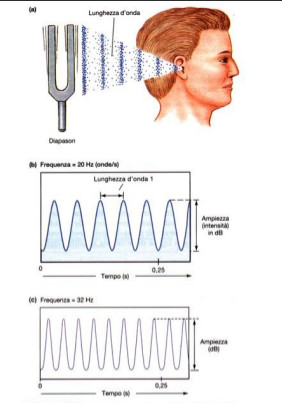 (a)
Lunghezza d'onda
Diapason
(b) Frequenza = 20 Hz (onde/s)
Lunghezza d'onda 1
Ampiezza
(intensità)
in dB
0
0,25
Tempo (s)
(c) Frequenza = 32 Hz
Ampiezza
(dB)
0
0,25
Tempo (s)